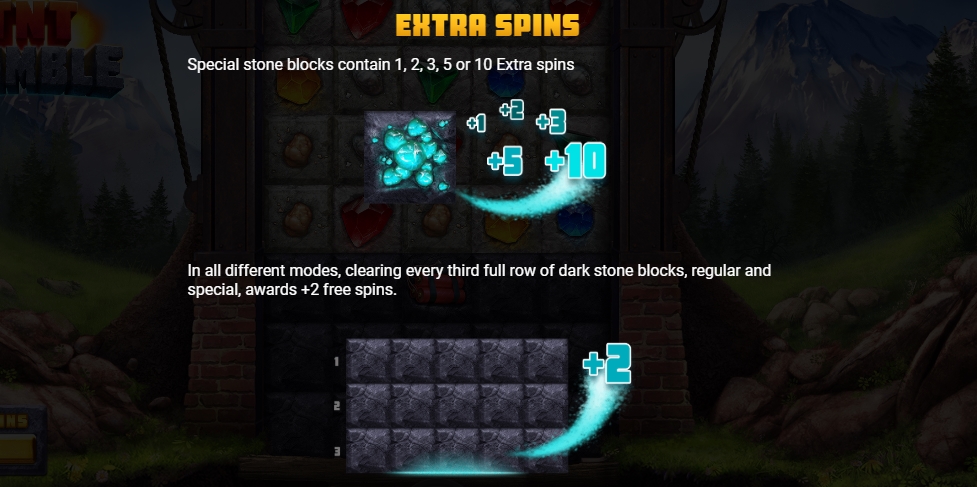 EXTRA SPINS
Special stone blocks contain 1, 2, 3, 5 or 10 Extra spins
+1
+2
+3
+5
+10
In all different modes, clearing every third full row of dark stone blocks, regular and
special, awards +2 free spins.
1
+2
2
3